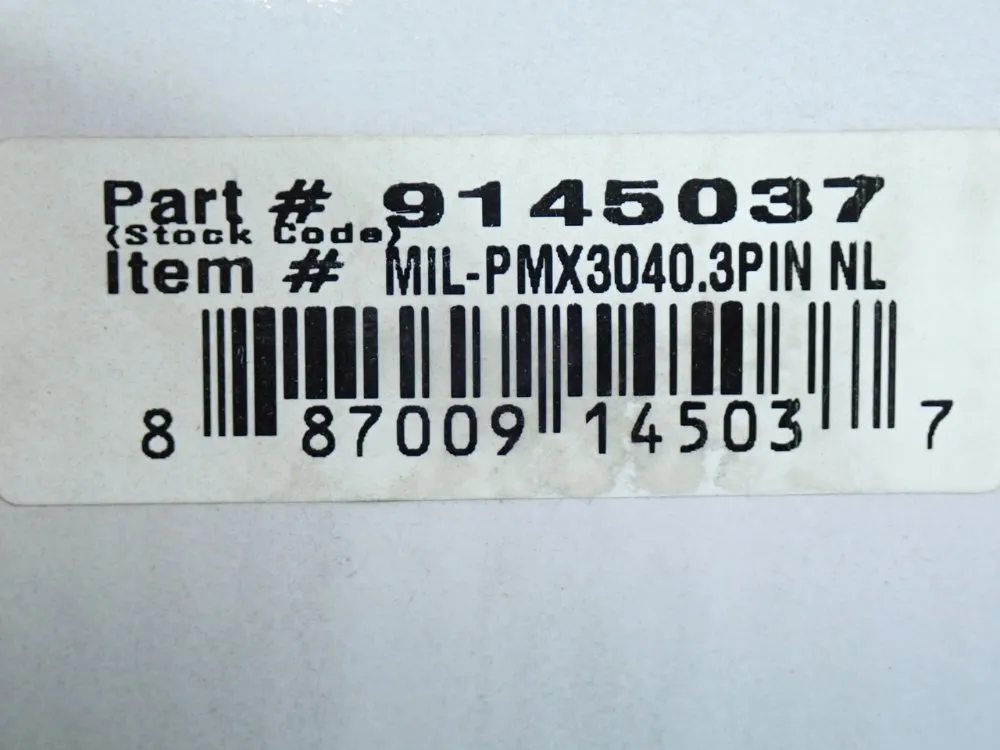 Part # 9145037
(Stock Code)
Item # MIL-PMX3040.3PIN NL
8 87009 14503 7